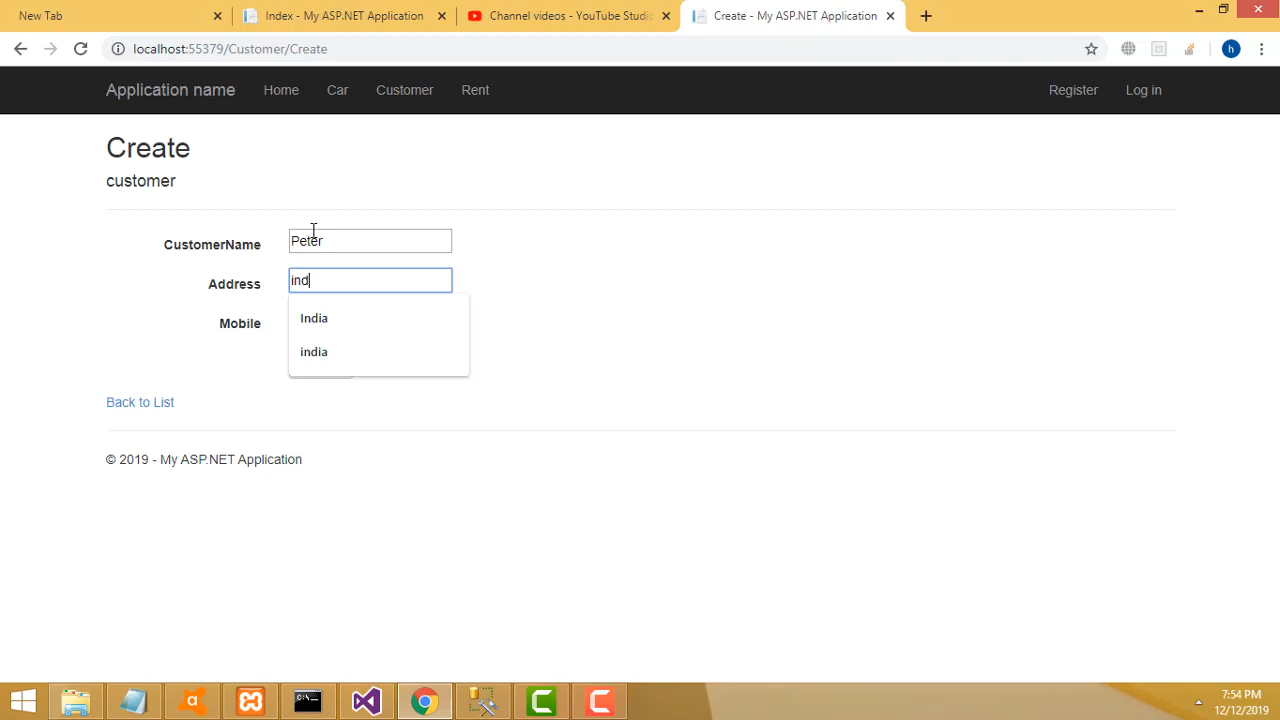 New Tab
Index - My ASP.NET Application
Channel videos - YouTube Studio
Create - My ASP.NET Application
localhost:55379/Customer/Create
h
Application name Home Car Customer Rent Register Log in
Create
customer
CustomerName Peter
Address ind
India
Mobile
india
Back to List
© 2019 - My ASP.NET Application
7:54 PM
12/12/2019